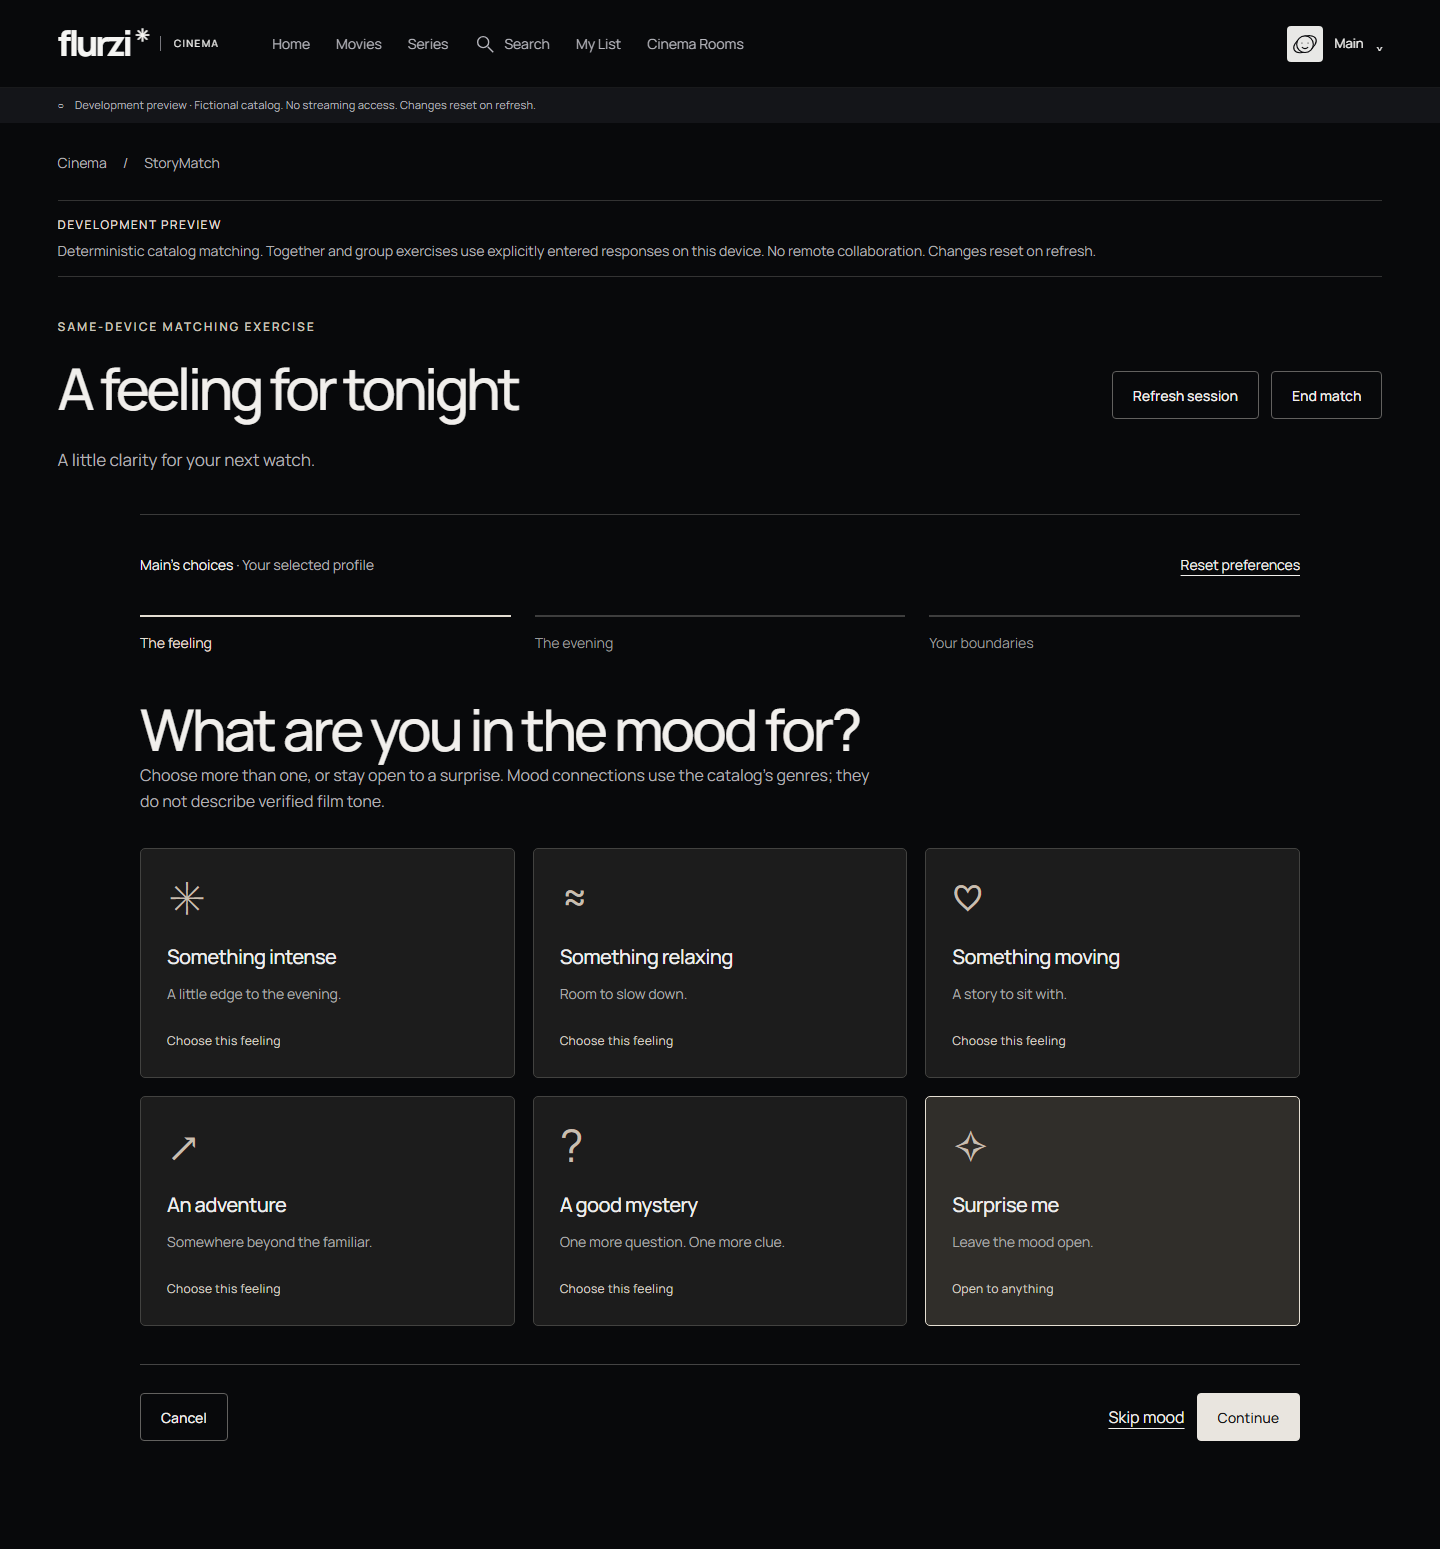 flurzi
CINEMA
Home
Movies
Series
Search
My List
Cinema Rooms
Main
Development preview · Fictional catalog. No streaming access. Changes reset on refresh.
Cinema / StoryMatch
DEVELOPMENT PREVIEW
Deterministic catalog matching. Together and group exercises use explicitly entered responses on this device. No remote collaboration. Changes reset on refresh.
SAME-DEVICE MATCHING EXERCISE
A feeling for tonight
Refresh session
End match
A little clarity for your next watch.
Main's choices · Your selected profile
Reset preferences
The feeling
The evening
Your boundaries
What are you in the mood for?
Choose more than one, or stay open to a surprise. Mood connections use the catalog's genres; they
do not describe verified film tone.
Something intense
A little edge to the evening.
Choose this feeling
≈
Something relaxing
Room to slow down.
Choose this feeling
Something moving
A story to sit with.
Choose this feeling
An adventure
Somewhere beyond the familiar.
Choose this feeling
?
A good mystery
One more question. One more clue.
Choose this feeling
Surprise me
Leave the mood open.
Open to anything
Cancel
Skip mood
Continue